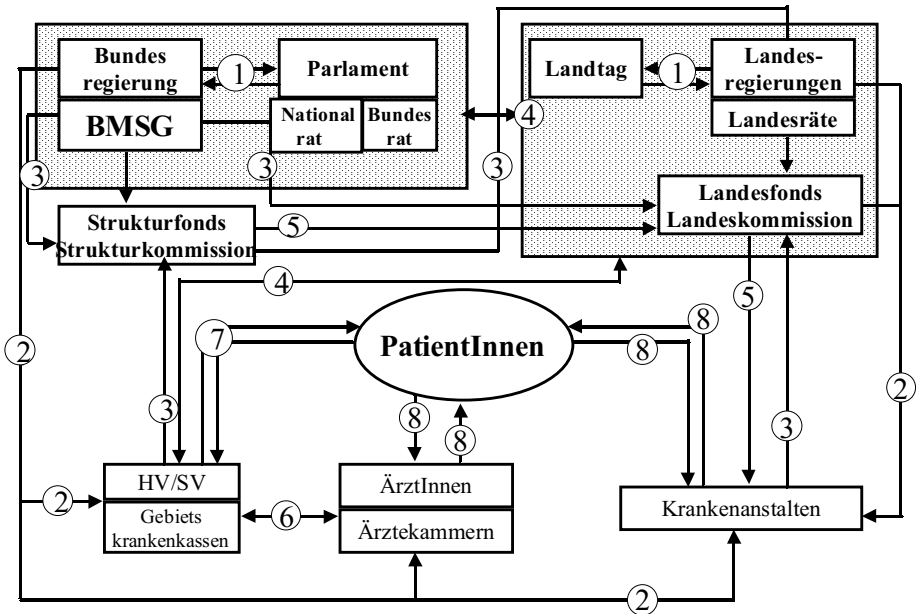 Bundes
regierung
1
Parlament
Landtag
1
Landes-
regierungen
BMSG
National
rat
Bundes
rat
4
Landesräte
3
3
3
Strukturfonds
Strukturkommission
5
Landesfonds
Landeskommission
4
5
2
7
PatientInnen
8
8
2
3
8
8
3
HV/SV
ÄrztInnen
2
Gebiets
krankenkassen
6
Ärztekammern
Krankenanstalten
2